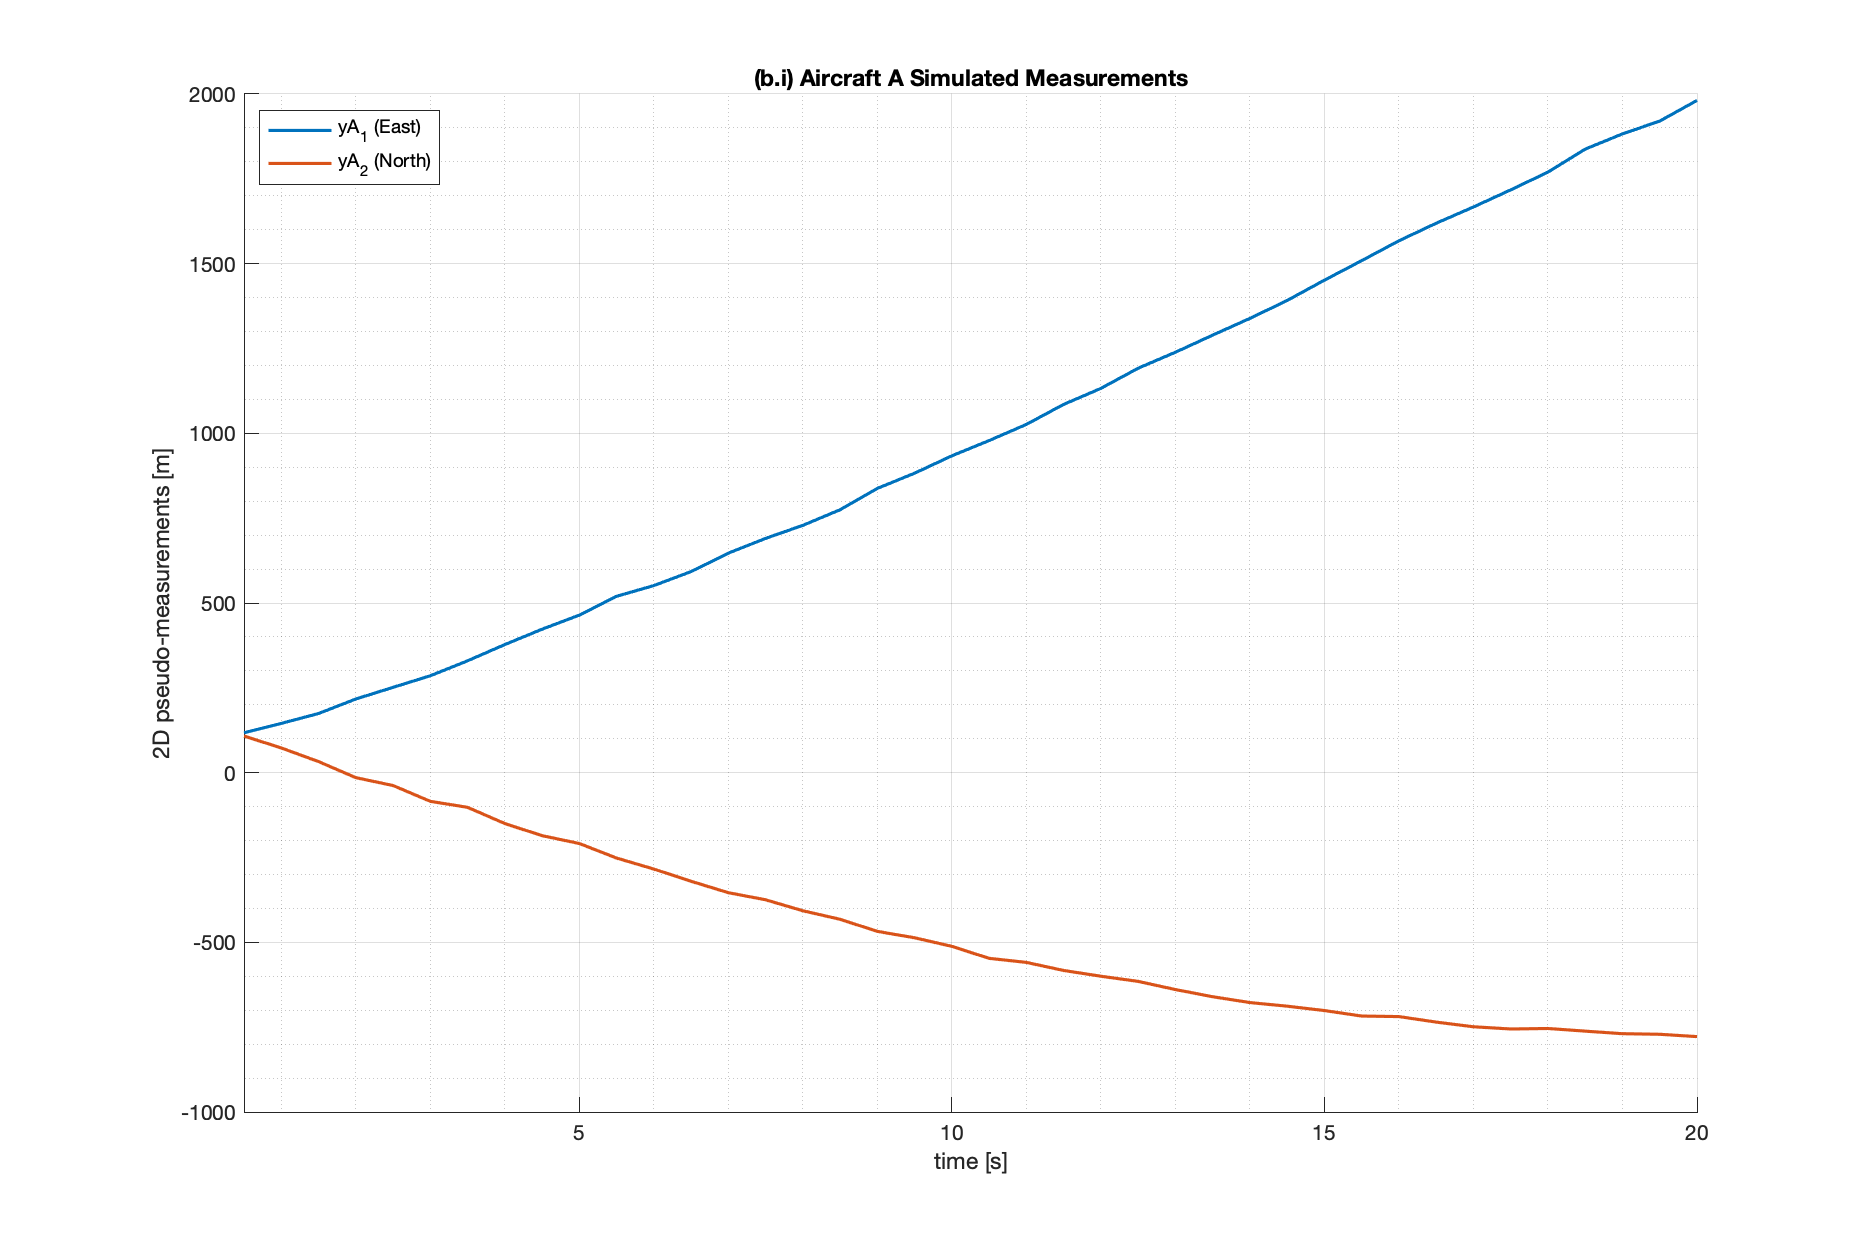 (b.i) Aircraft A Simulated Measurements
yA1 (East)
yA2 (North)
2D pseudo-measurements [m]
2000
1500
1000
500
0
-500
-1000
5 10 15 20
time [s]